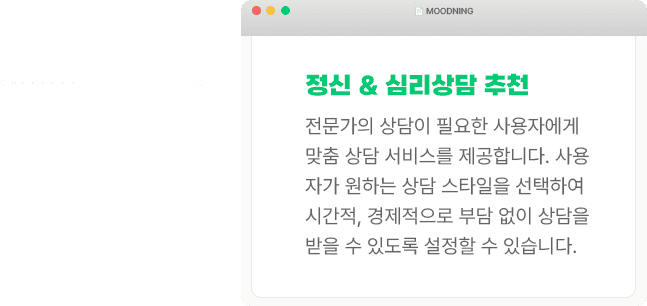 MOODNING
정신 & 심리상담 추천
전문가의 상담이 필요한 사용자에게
맞춤 상담 서비스를 제공합니다. 사용
자가 원하는 상담 스타일을 선택하여
시간적, 경제적으로 부담 없이 상담을
받을 수 있도록 설정할 수 있습니다.